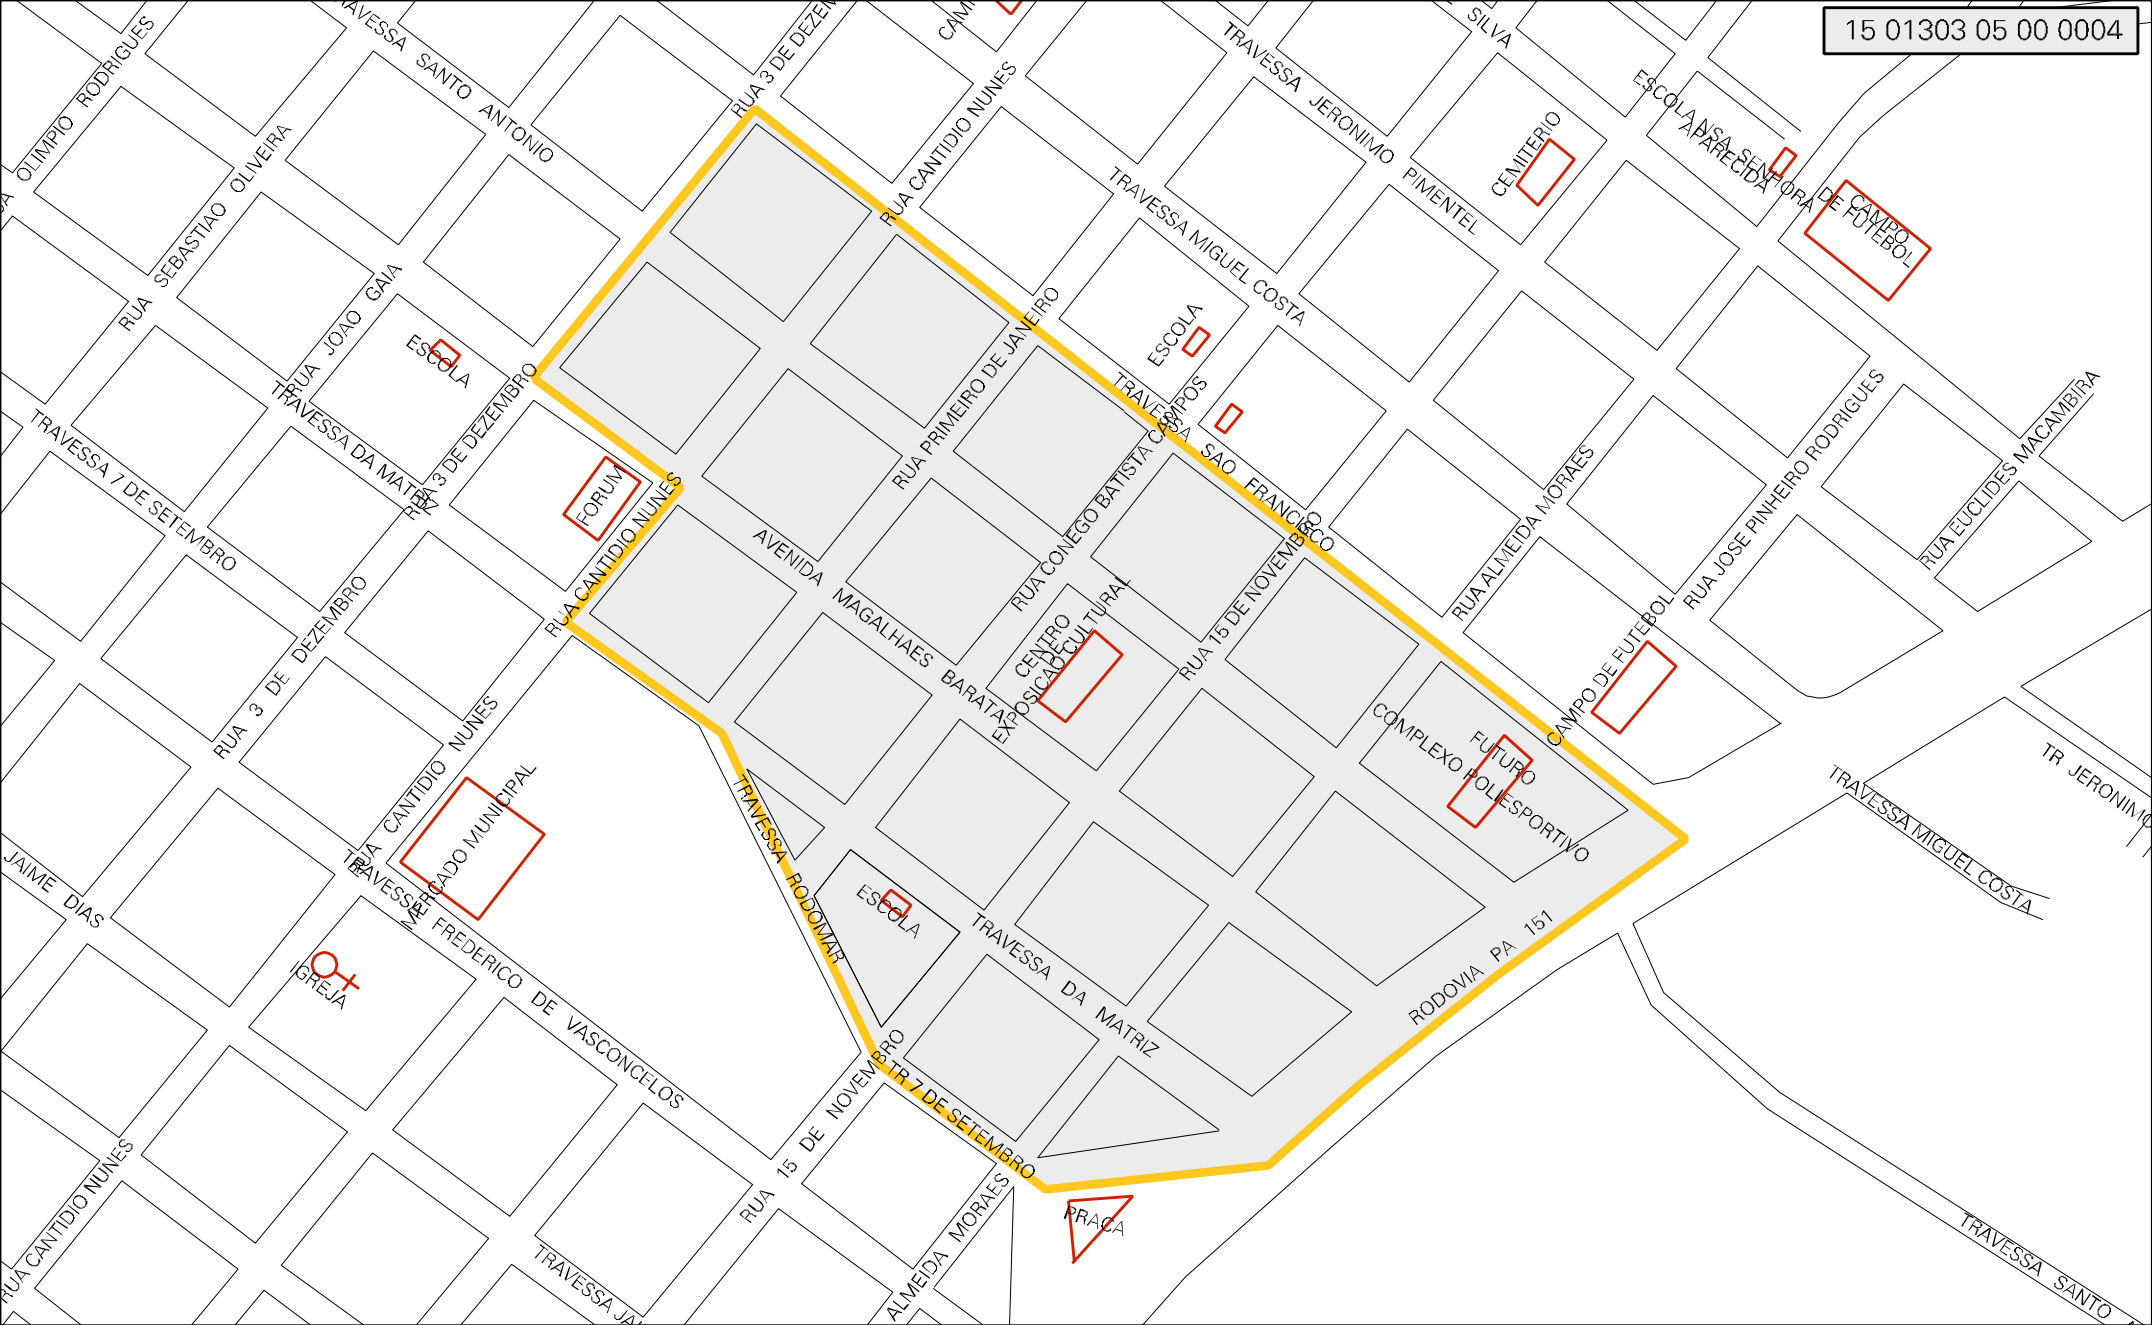 15 01303 05 00 0004
OLIMPIO RODRIGUES
TRAVESSA SANTO ANTONIO
RUA 3 DE DEZEM
RUA CANTIDIO NUNES
TRAVESSA JERONIMO PIMENTEL
SILVA
ESCOLA NSA SENHORA
APARECIDA
CEMITERIO
CAMPO
DE FUTEBOL
RUA SEBASTIAO OLIVEIRA
RUA JOAO GAIA
TRAVESSA MIGUEL COSTA
ESCOLA
ESCOLA
RUA PRIMEIRO DE JANEIRO
TRAVESSA SAO FRANCISCO
RUA CONEGO BATISTA CAMPOS
RUA 15 DE NOVEMBRO
RUA ALMEIDA MORAES
RUA JOSE PINHEIRO RODRIGUES
RUA EUCLIDES MACAMBIRA
TRAVESSA DA MATRIZ
TRAVESSA 7 DE SETEMBRO
RUA 3 DE DEZEMBRO
FORUM
RUA CANTIDIO NUNES
AVENIDA MAGALHAES BARATA
CENTRO
DE
EXPOSICAO CULTURAL
CAMPO DE FUTEBOL
RUA 3 DE DEZEMBRO
RUA CANTIDIO NUNES
MERCADO MUNICIPAL
FUTURO
COMPLEXO POLIESPORTIVO
TR JERONIMO
TRAVESSA MIGUEL COSTA
TRAVESSA RODOMAR
ESCOLA
JAIME DIAS
TRAVESSA FREDERICO DE VASCONCELOS
IGREJA
TRAVESSA DA MATRIZ
RODOVIA PA 151
TR 7 DE SETEMBRO
RUA 15 DE NOVEMBRO
RUA CANTIDIO NUNES
ALMEIDA MORAES
PRACA
TRAVESSA JA
TRAVESSA SANTO